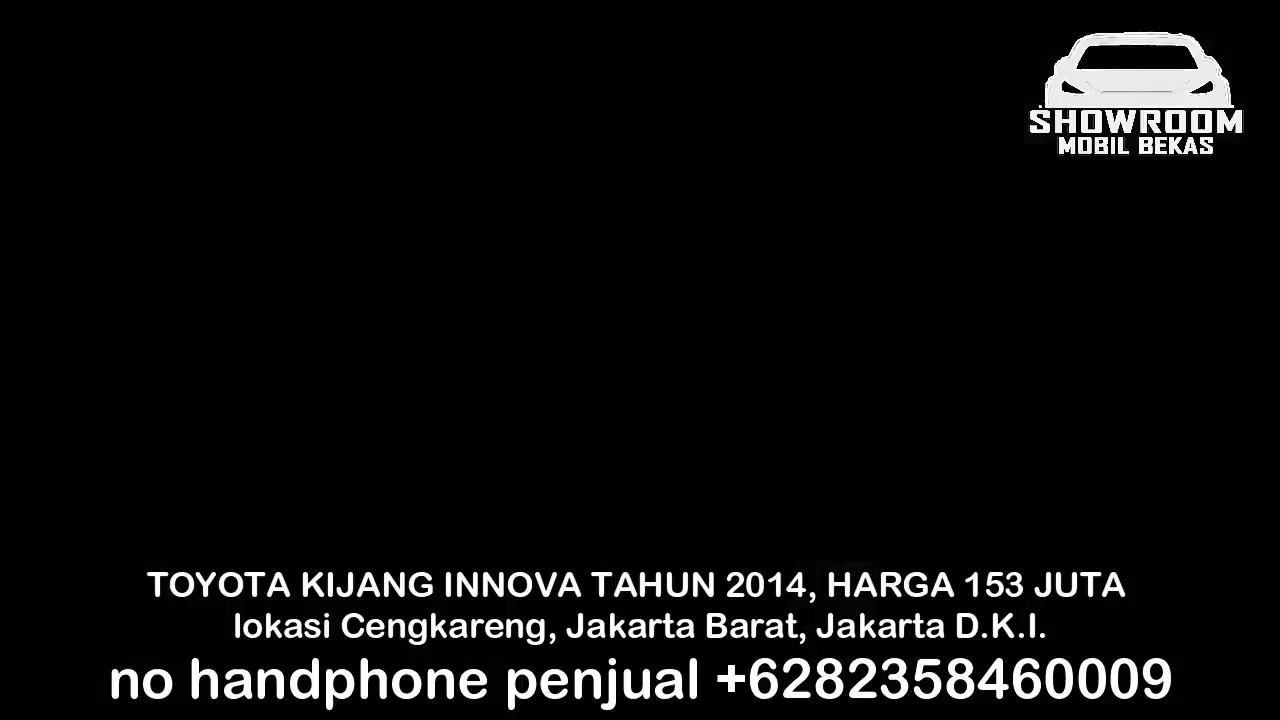 SHOWROOM
MOBIL BEKAS
TOYOTA KIJANG INNOVA TAHUN 2014, HARGA 153 JUTA
lokasi Cengkareng, Jakarta Barat, Jakarta D.K.I.
no handphone penjual +6282358460009